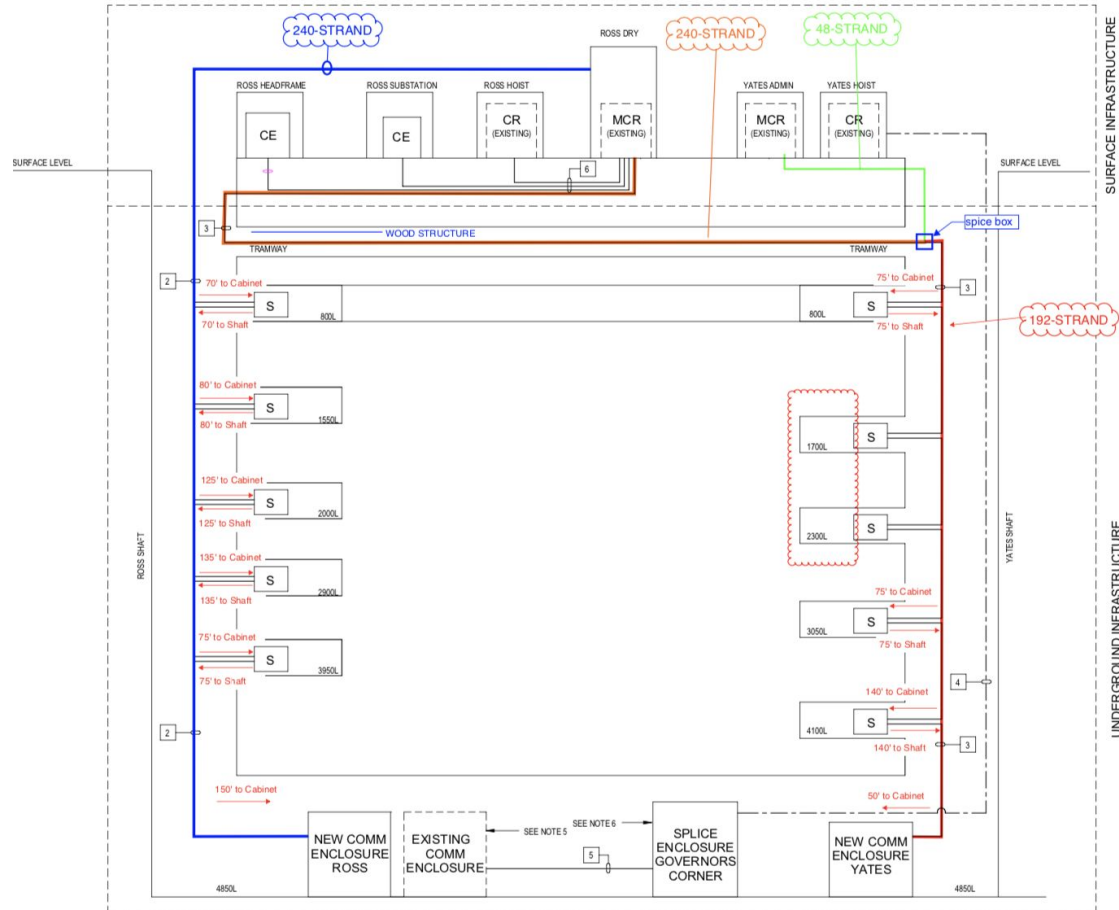 240-STRAND
240-STRAND
48-STRAND
ROSS DRY
ROSS HEADFRAME
ROSS SUBSTATION
ROSS HOIST
YATES ADMIN
YATES HOIST
CE
CE
CR
(EXISTING)
MCR
(EXISTING)
MCR
(EXISTING)
CR
(EXISTING)
SURFACE INFRASTRUCTURE
SURFACE LEVEL
SURFACE LEVEL
6
3
WOOD STRUCTURE
spice box
TRAMWAY
TRAMWAY
2
70' to Cabinet
S
800L
70' to Shaft
75' to Cabinet
S
800L
75' to Shaft
3
192-STRAND
80' to Cabinet
S
1550L
80' to Shaft
1700L
S
125' to Cabinet
S
2000L
125' to Shaft
2300L
S
135' to Cabinet
S
2900L
135' to Shaft
75' to Cabinet
S
3050L
75' to Shaft
75' to Cabinet
S
3950L
75' to Shaft
4
140' to Cabinet
S
4100L
140' to Shaft
2
3
ROSS SHAFT
YATES SHAFT
UNDERGROUND INFRASTRUCTURE
150' to Cabinet
50' to Cabinet
NEW COMM
ENCLOSURE
ROSS
EXISTING
COMM
ENCLOSURE
SEE NOTE 5
SEE NOTE 6
5
SPLICE
ENCLOSURE
GOVERNORS
CORNER
NEW COMM
ENCLOSURE
YATES
4850L
4850L